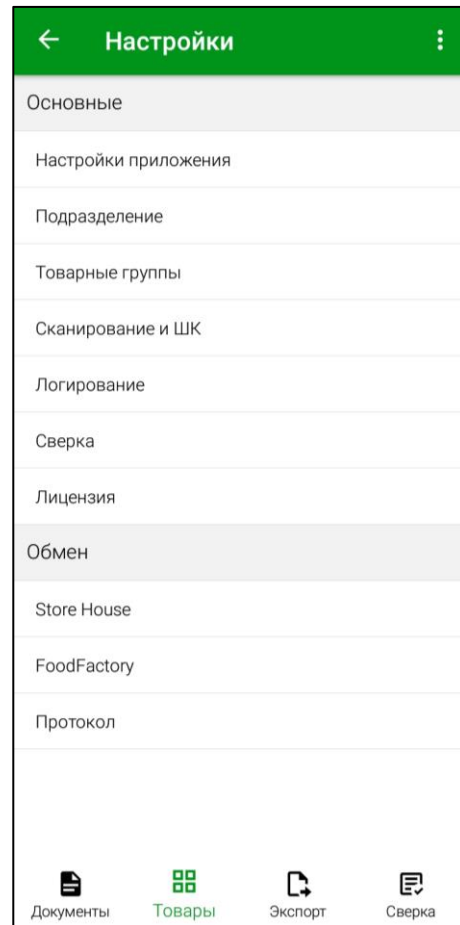 Настройки
Основные
Настройки приложения
Подразделение
Товарные группы
Сканирование и ШК
Логирование
Сверка
Лицензия
Обмен
Store House
FoodFactory
Протокол
Документы Товары Экспорт Сверка